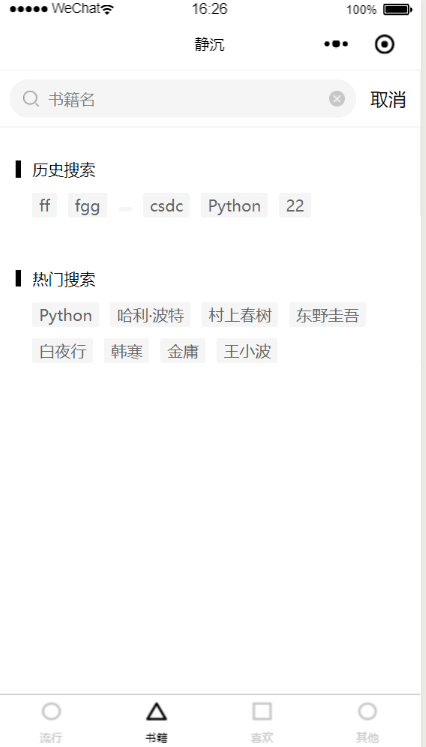 WeChat 16:26 100%
静沉
书籍名 取消
历史搜索
ff fgg csdc Python 22
热门搜索
Python 哈利·波特 村上春树 东野圭吾
白夜行 韩寒 金庸 王小波
流行 书籍 喜欢 其他